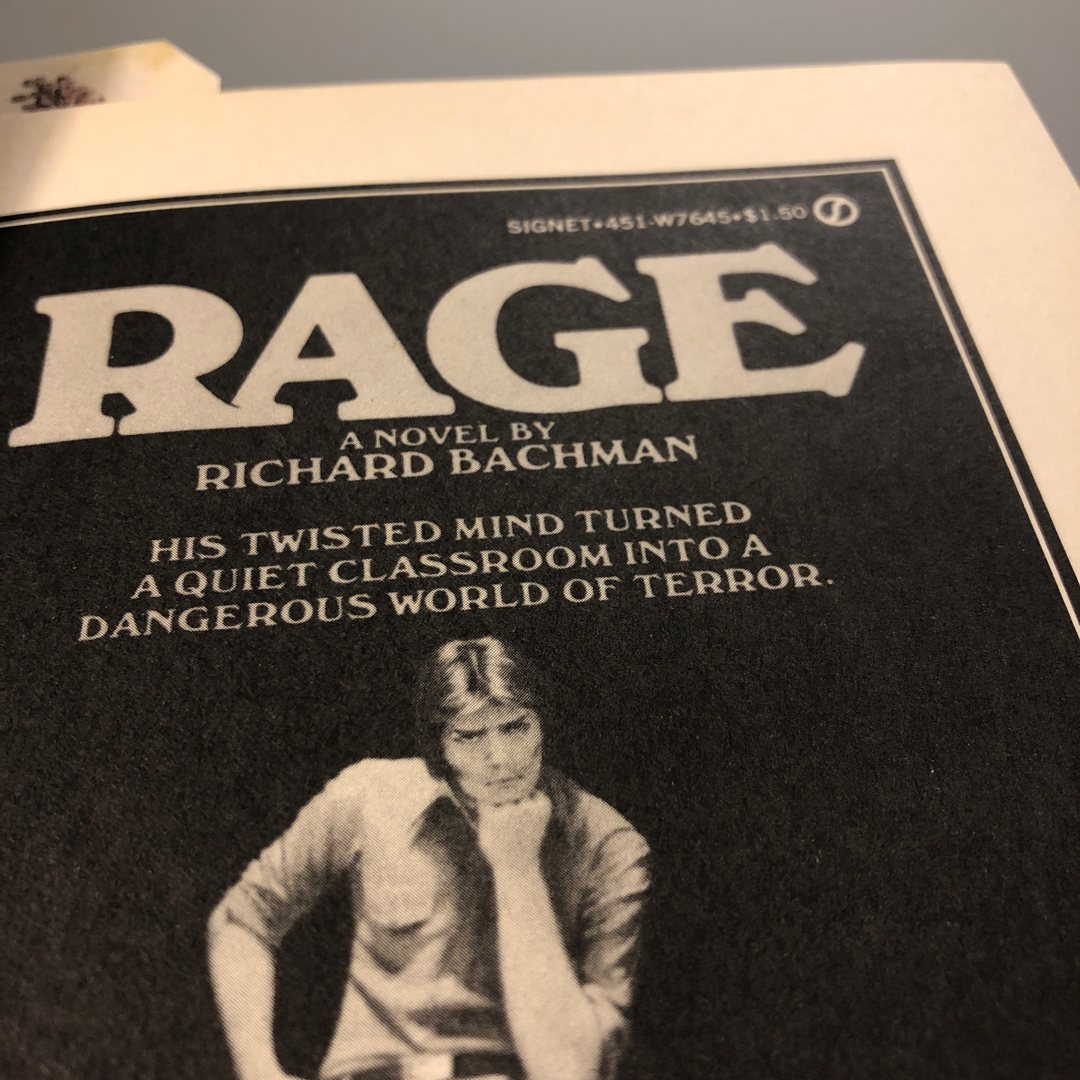 SIGNET•451-W7645•$1.50
RAGE
A NOVEL BY
RICHARD BACHMAN
HIS TWISTED MIND TURNED
A QUIET CLASSROOM INTO A
DANGEROUS WORLD OF TERROR.